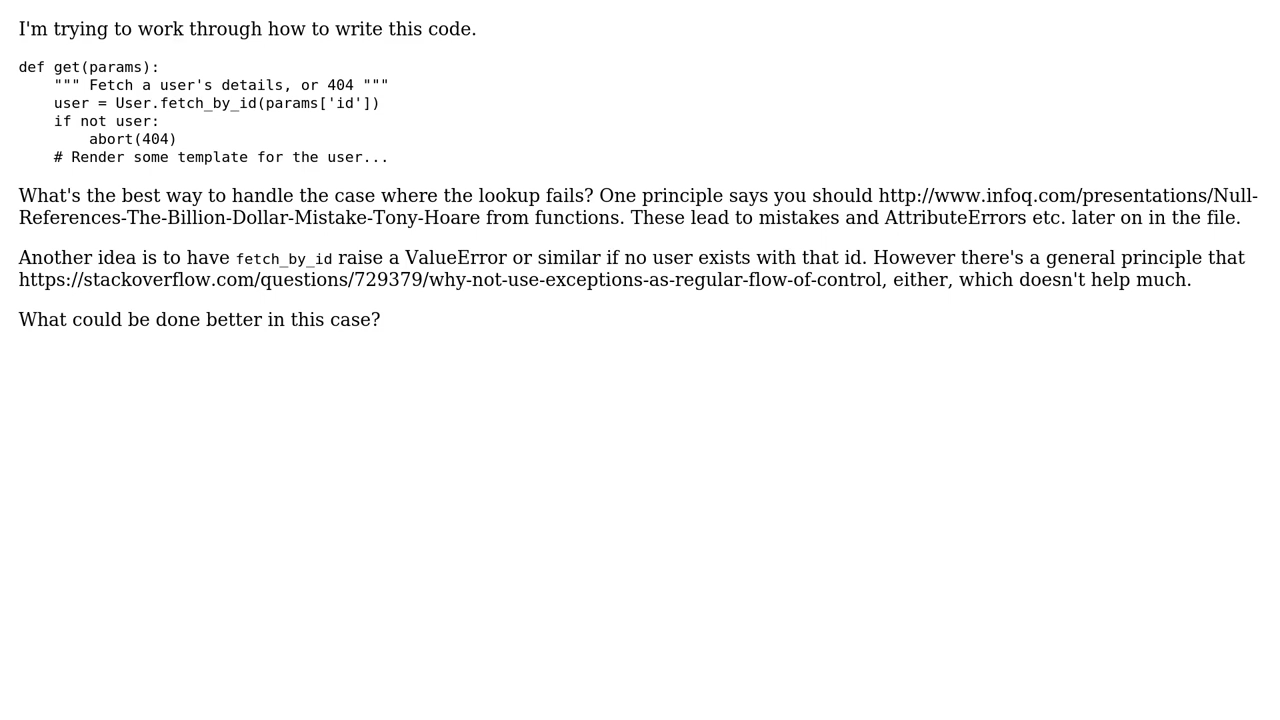 I'm trying to work through how to write this code.
def get(params):
    """ Fetch a user's details, or 404 """
    user = User.fetch_by_id(params['id'])
    if not user:
        abort(404)
    # Render some template for the user...
What's the best way to handle the case where the lookup fails? One principle says you should http://www.infoq.com/presentations/Null-
References-The-Billion-Dollar-Mistake-Tony-Hoare from functions. These lead to mistakes and AttributeErrors etc. later on in the file.
Another idea is to have fetch_by_id raise a ValueError or similar if no user exists with that id. However there's a general principle that
https://stackoverflow.com/questions/729379/why-not-use-exceptions-as-regular-flow-of-control, either, which doesn't help much.
What could be done better in this case?